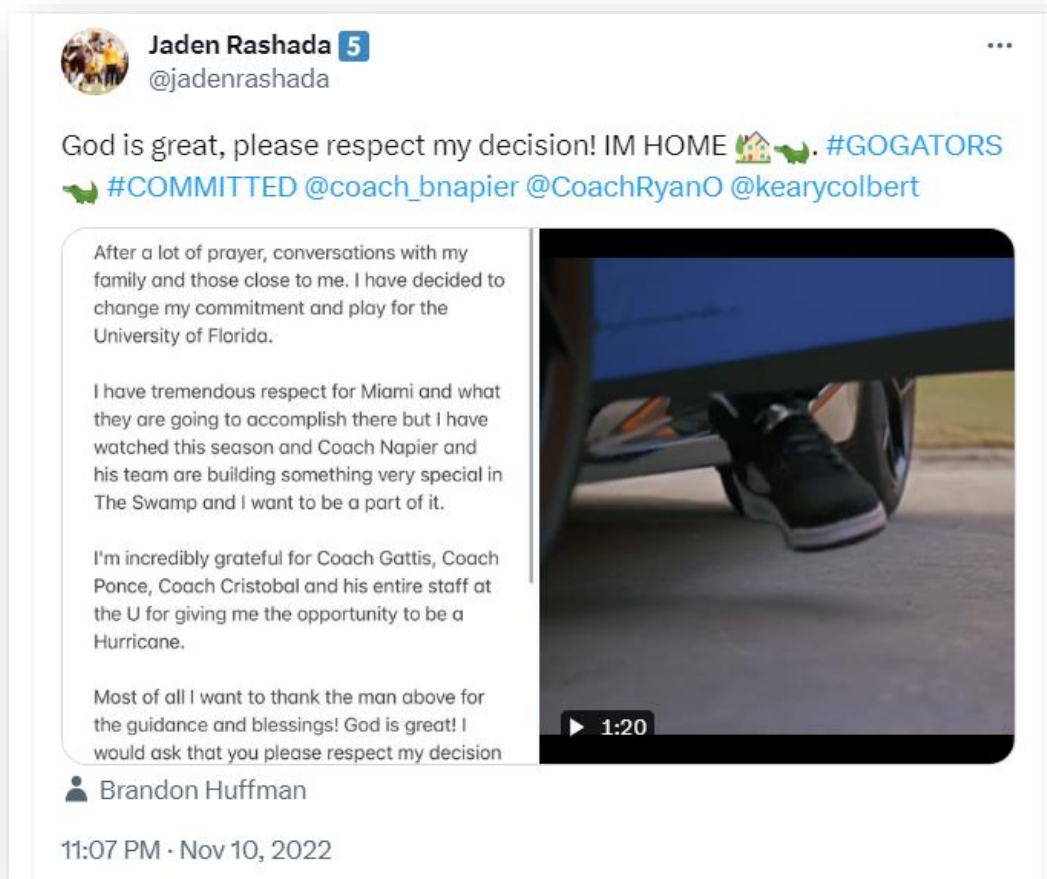 Jaden Rashada 5
@jadenrashada
God is great, please respect my decision! IM HOME 🏡🐊. #GOGATORS
🐊 #COMMITTED @coach_bnapier @CoachRyanO @kearycolbert
After a lot of prayer, conversations with my
family and those close to me. I have decided to
change my commitment and play for the
University of Florida.
I have tremendous respect for Miami and what
they are going to accomplish there but I have
watched this season and Coach Napier and
his team are building something very special in
The Swamp and I want to be a part of it.
I'm incredibly grateful for Coach Gattis, Coach
Ponce, Coach Cristobal and his entire staff at
the U for giving me the opportunity to be a
Hurricane.
Most of all I want to thank the man above for
the guidance and blessings! God is great! I
would ask that you please respect my decision
1:20
Brandon Huffman
11:07 PM · Nov 10, 2022